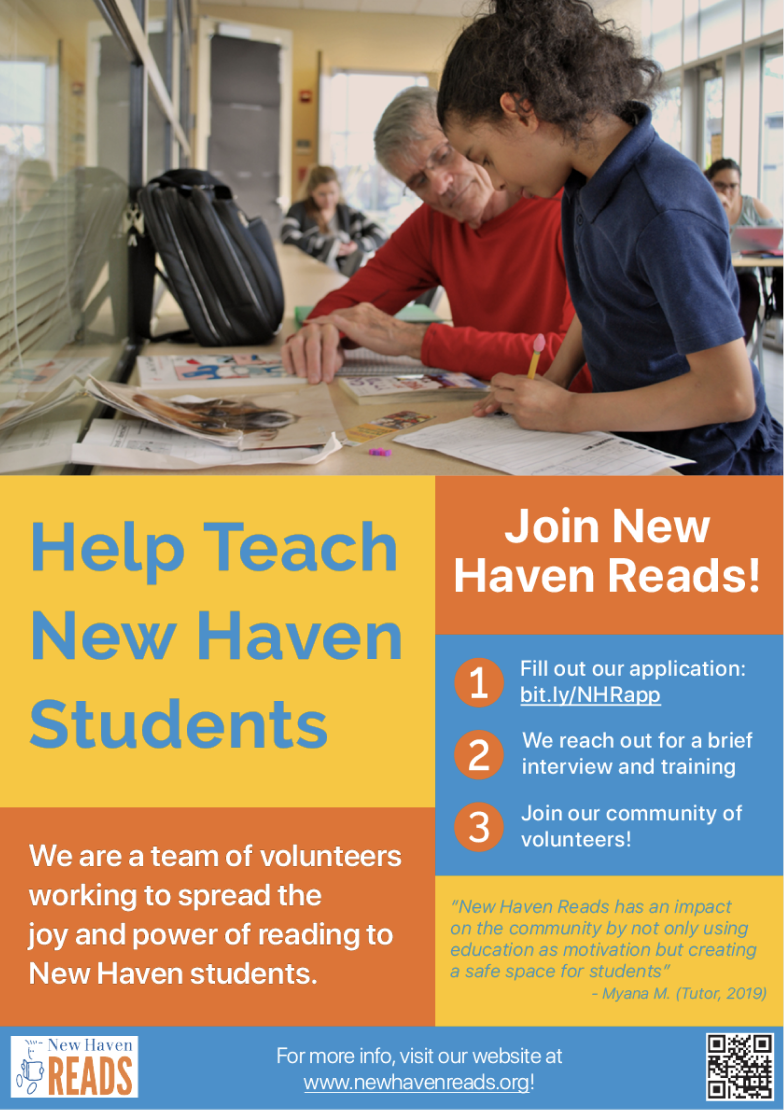 Help Teach
New Haven
Students
We are a team of volunteers
working to spread the
joy and power of reading to
New Haven students.
Join New
Haven Reads!
1
Fill out our application:
bit.ly/NHRapp
2
We reach out for a brief
interview and training
3
Join our community of
volunteers!
“New Haven Reads has an impact
on the community by not only using
education as motivation but creating
a safe space for students”
- Myana M. (Tutor, 2019)
New Haven
READS
For more info, visit our website at
www.newhavenreads.org!